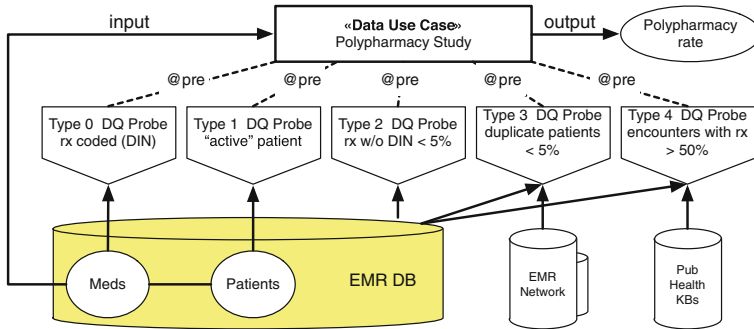 input
«Data Use Case»
Polypharmacy Study
output
Polypharmacy
rate
@pre
@pre
@pre
@pre
@pre
Type 0 DQ Probe
rx coded (DIN)
Type 1 DQ Probe
“active” patient
Type 2 DQ Probe
rx w/o DIN < 5%
Type 3 DQ Probe
duplicate patients
< 5%
Type 4 DQ Probe
encounters with rx
> 50%
Meds
Patients
EMR DB
EMR
Network
Pub
Health
KBs